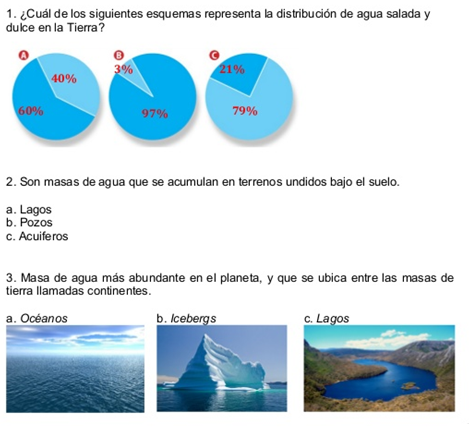 1. ¿Cuál de los siguientes esquemas representa la distribución de agua salada y
dulce en la Tierra?
A
B
C
40%
60%
3%
97%
21%
79%
2. Son masas de agua que se acumulan en terrenos undidos bajo el suelo.
a. Lagos
b. Pozos
c. Acuiferos
3. Masa de agua más abundante en el planeta, y que se ubica entre las masas de
tierra llamadas continentes.
a. Océanos
b. Icebergs
c. Lagos